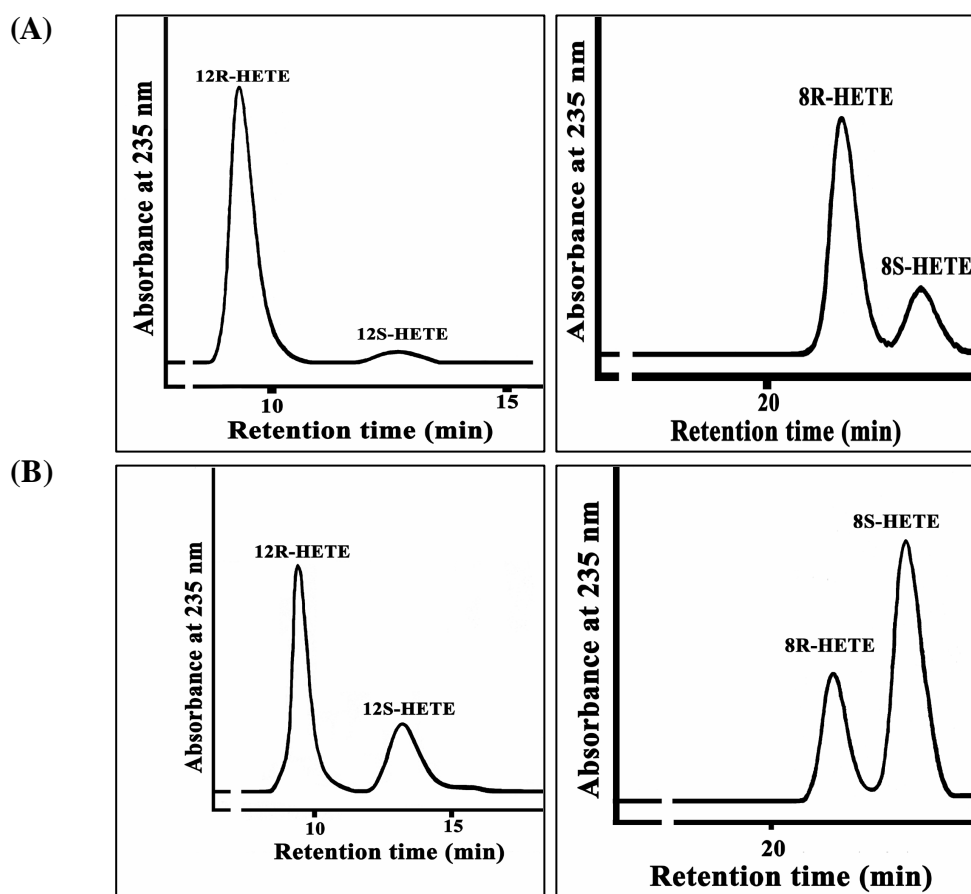 (A)
12R-HETE
12S-HETE
Absorbance at 235 nm
10
15
Retention time (min)
8R-HETE
8S-HETE
Absorbance at 235 nm
20
Retention time (min)
(B)
12R-HETE
12S-HETE
Absorbance at 235 nm
10
15
Retention time (min)
8S-HETE
8R-HETE
Absorbance at 235 nm
20
Retention time (min)